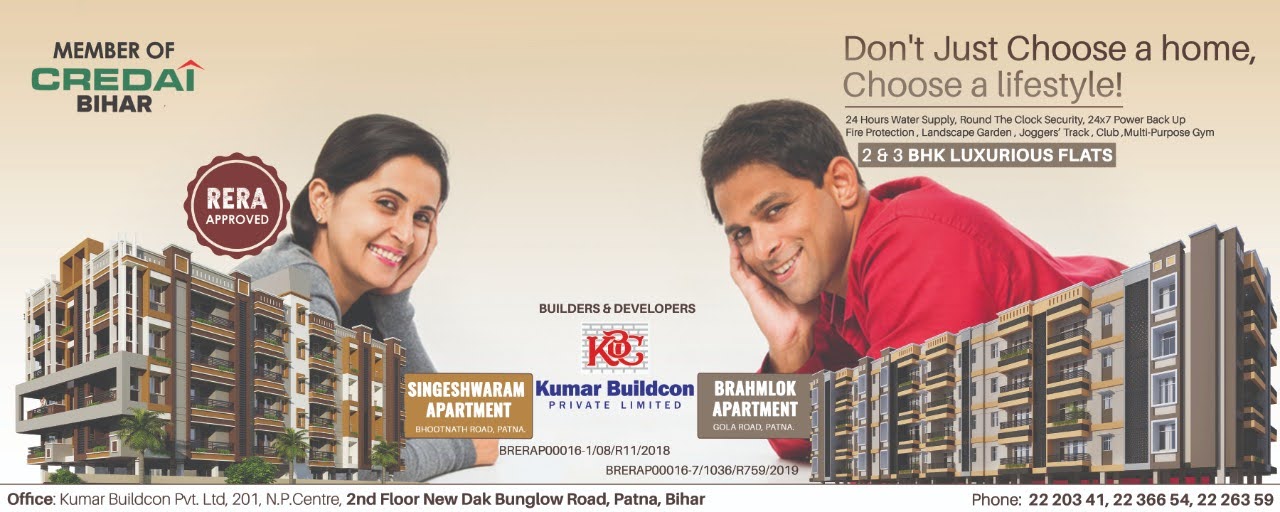 MEMBER OF
CREDAI
BIHAR
RERA
APPROVED
Don't Just Choose a home,
Choose a lifestyle!
24 Hours Water Supply, Round The Clock Security, 24x7 Power Back Up
Fire Protection , Landscape Garden , Joggers' Track , Club ,Multi-Purpose Gym
2 & 3 BHK LUXURIOUS FLATS
BUILDERS & DEVELOPERS
KBC
Kumar Buildcon
PRIVATE LIMITED
SINGESHWARAM
APARTMENT
BHOOTNATH ROAD, PATNA.
BRAHMLOK
APARTMENT
GOLA ROAD, PATNA.
BRERAP00016-1/08/R11/2018
BRERAP00016-7/1036/R759/2019
Office: Kumar Buildcon Pvt. Ltd, 201, N.P.Centre, 2nd Floor New Dak Bunglow Road, Patna, Bihar
Phone: 22 203 41, 22 366 54, 22 263 59